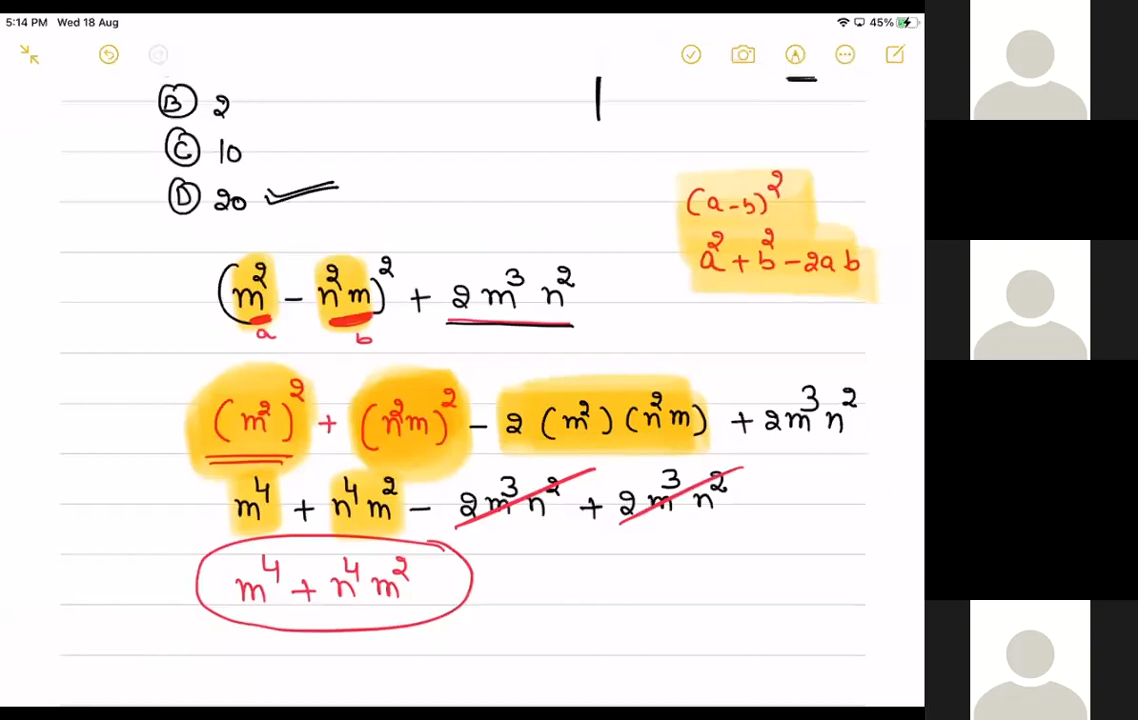 5:14 PM Wed 18 Aug 45%
B 2
C 10
D 20
(a-b)²
a² + b² - 2ab
(m² - n²m)² + 2m³n²
a b
(m²)² + (n²m)² - 2(m²)(n²m) + 2m³n²
m⁴ + n⁴m² - 2m³n² + 2m³n²
m⁴ + n⁴m²